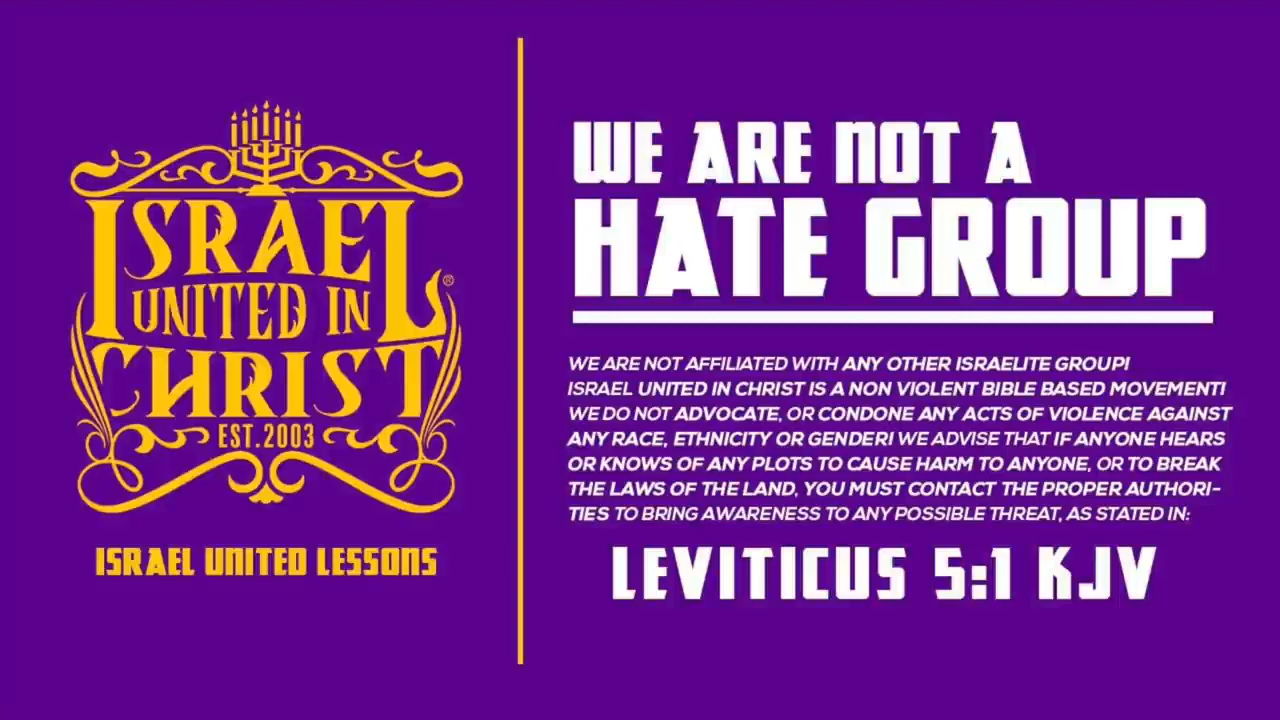 ISRAEL
UNITED IN
CHRIST
EST.2003
®
ISRAEL UNITED LESSONS
WE ARE NOT A
HATE GROUP
WE ARE NOT AFFILIATED WITH ANY OTHER ISRAELITE GROUP!
ISRAEL UNITED IN CHRIST IS A NON VIOLENT BIBLE BASED MOVEMENT!
WE DO NOT ADVOCATE, OR CONDONE ANY ACTS OF VIOLENCE AGAINST
ANY RACE, ETHNICITY OR GENDER! WE ADVISE THAT IF ANYONE HEARS
OR KNOWS OF ANY PLOTS TO CAUSE HARM TO ANYONE, OR TO BREAK
THE LAWS OF THE LAND, YOU MUST CONTACT THE PROPER AUTHORI-
TIES TO BRING AWARENESS TO ANY POSSIBLE THREAT, AS STATED IN:
LEVITICUS 5:1 KJV